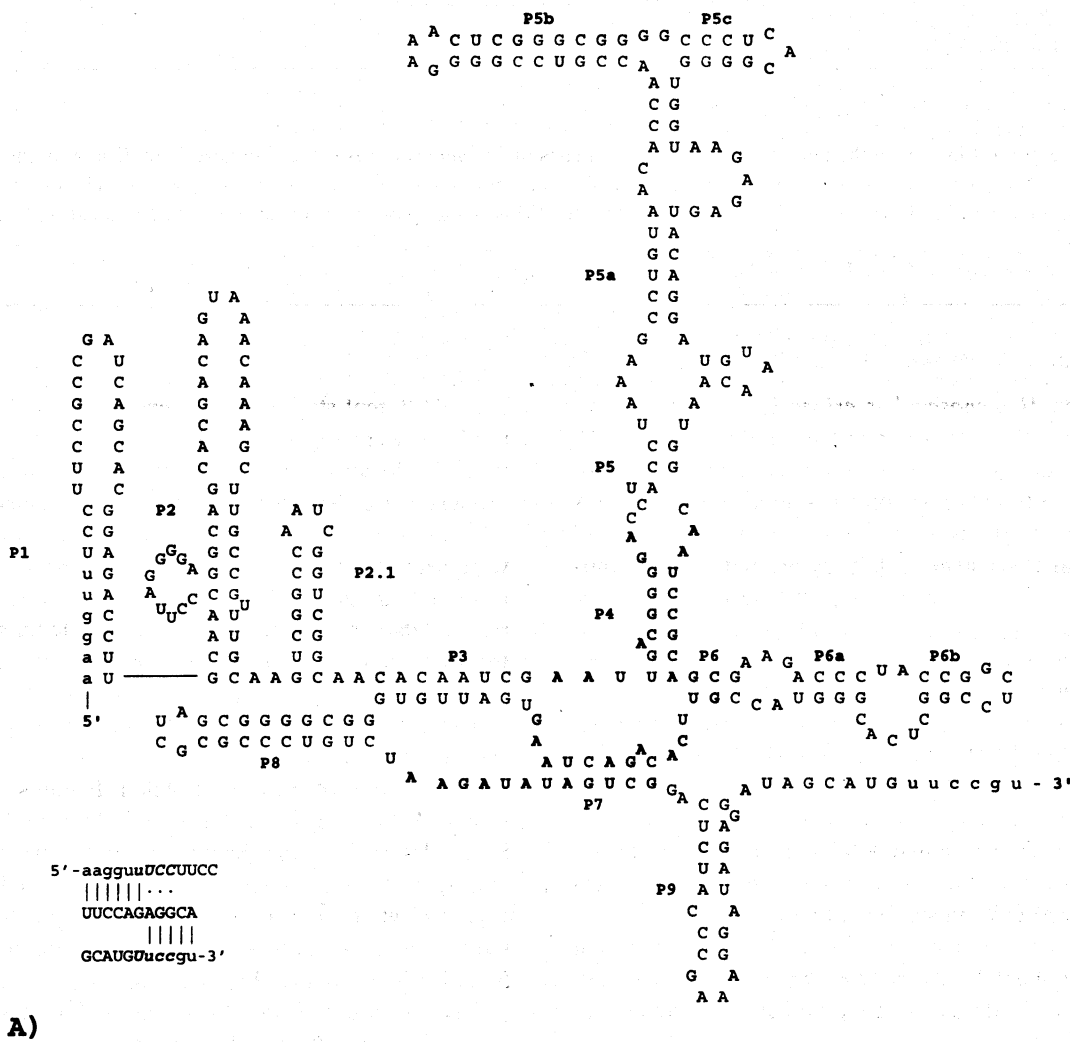 P5b P5c
A A C U C G G G C G G G G G C C C U C A
A G G G G C C C U G C C A G G G G C
A U
C G
C G
A U A A G
C A
A G
A U G A
U A
G C
P5a U A
C G
C G
G A
A U G U A
A A C A
A A
U U
C G
P5 C G
U A
C C
C A
A A
G U
G C
P4 G C
G G
A C C
G C
U A
G A
A A
G A U
C U
C C
G A
C G
C C
U A
U C
C G
C G
P1 U A
u G
u A
g C
g C
a U
a U
5'
P2
G U
A U
C G
G C
G C
C G
A U U
A U
C G
G G G A
G
A U U C C C
A U
A C
C G
C G
G U
G C
C G
U G
P2.1
G C A A G C A A C A C A A U C G A A U U A G C G A A G A C C C U A C C G G C
P3 P6 P6a P6b
G U G U U A G U G U C G C C A U G G G C A C U C G G C C U
U A G C G G G G C G G
C G C G C C C U G U C U A
P8
G A A U C A G A C A C U
A A G A U A U A G U C G G A
P7
C G G A U A G C A U G u u c c g u - 3'
U A
C G
U A
P9 A U
C A
C G
C G
G A
A A
5'-aagguuUCCUUCC
||||||···
UUCCAGAGGCA
|||||
GCAUGUuccgu-3'
A)